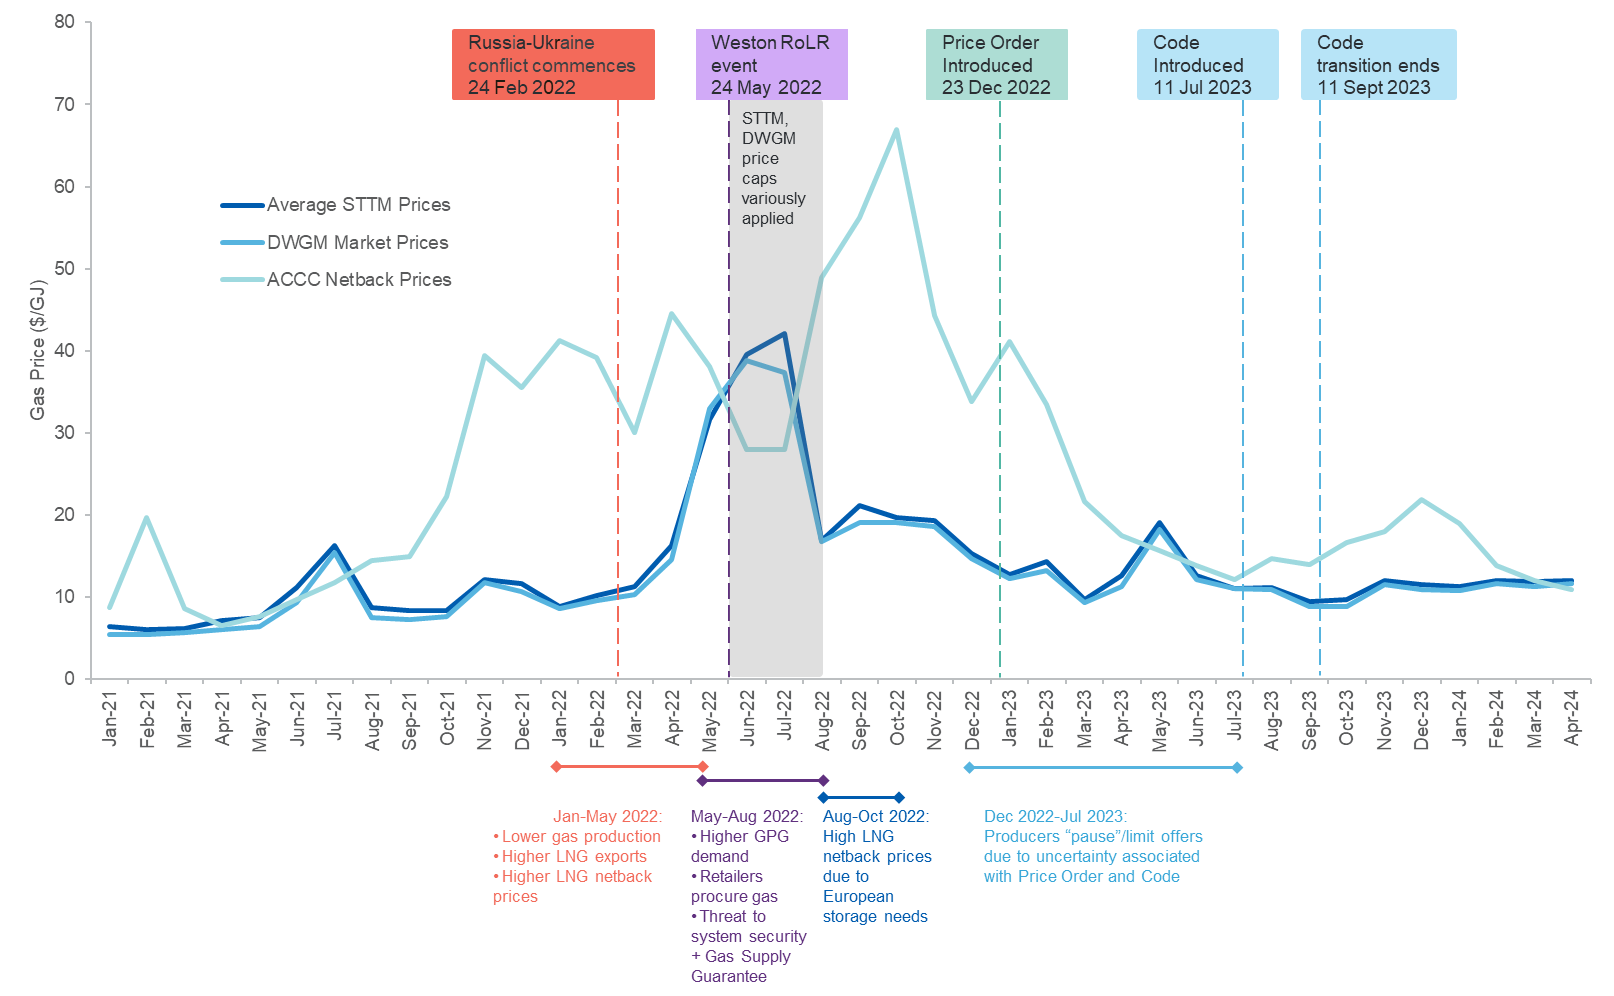 80
70
60
50
40
30
20
10
0
Gas Price ($/GJ)
Russia-Ukraine
conflict commences
24 Feb 2022
Weston RoLR
event
24 May 2022
Price Order
Introduced
23 Dec 2022
Code
Introduced
11 Jul 2023
Code
transition ends
11 Sept 2023
STTM,
DWGM
price
caps
variously
applied
Average STTM Prices
DWGM Market Prices
ACCC Netback Prices
Jan-21
Feb-21
Mar-21
Apr-21
May-21
Jun-21
Jul-21
Aug-21
Sep-21
Oct-21
Nov-21
Dec-21
Jan-22
Feb-22
Mar-22
Apr-22
May-22
Jun-22
Jul-22
Aug-22
Sep-22
Oct-22
Nov-22
Dec-22
Jan-23
Feb-23
Mar-23
Apr-23
May-23
Jun-23
Jul-23
Aug-23
Sep-23
Oct-23
Nov-23
Dec-23
Jan-24
Feb-24
Mar-24
Apr-24
Jan-May 2022:
• Lower gas production
• Higher LNG exports
• Higher LNG netback
prices
May-Aug 2022:
• Higher GPG
demand
• Retailers
procure gas
• Threat to
system security
+ Gas Supply
Guarantee
Aug-Oct 2022:
High LNG
netback prices
due to
European
storage needs
Dec 2022-Jul 2023:
Producers “pause”/limit offers
due to uncertainty associated
with Price Order and Code